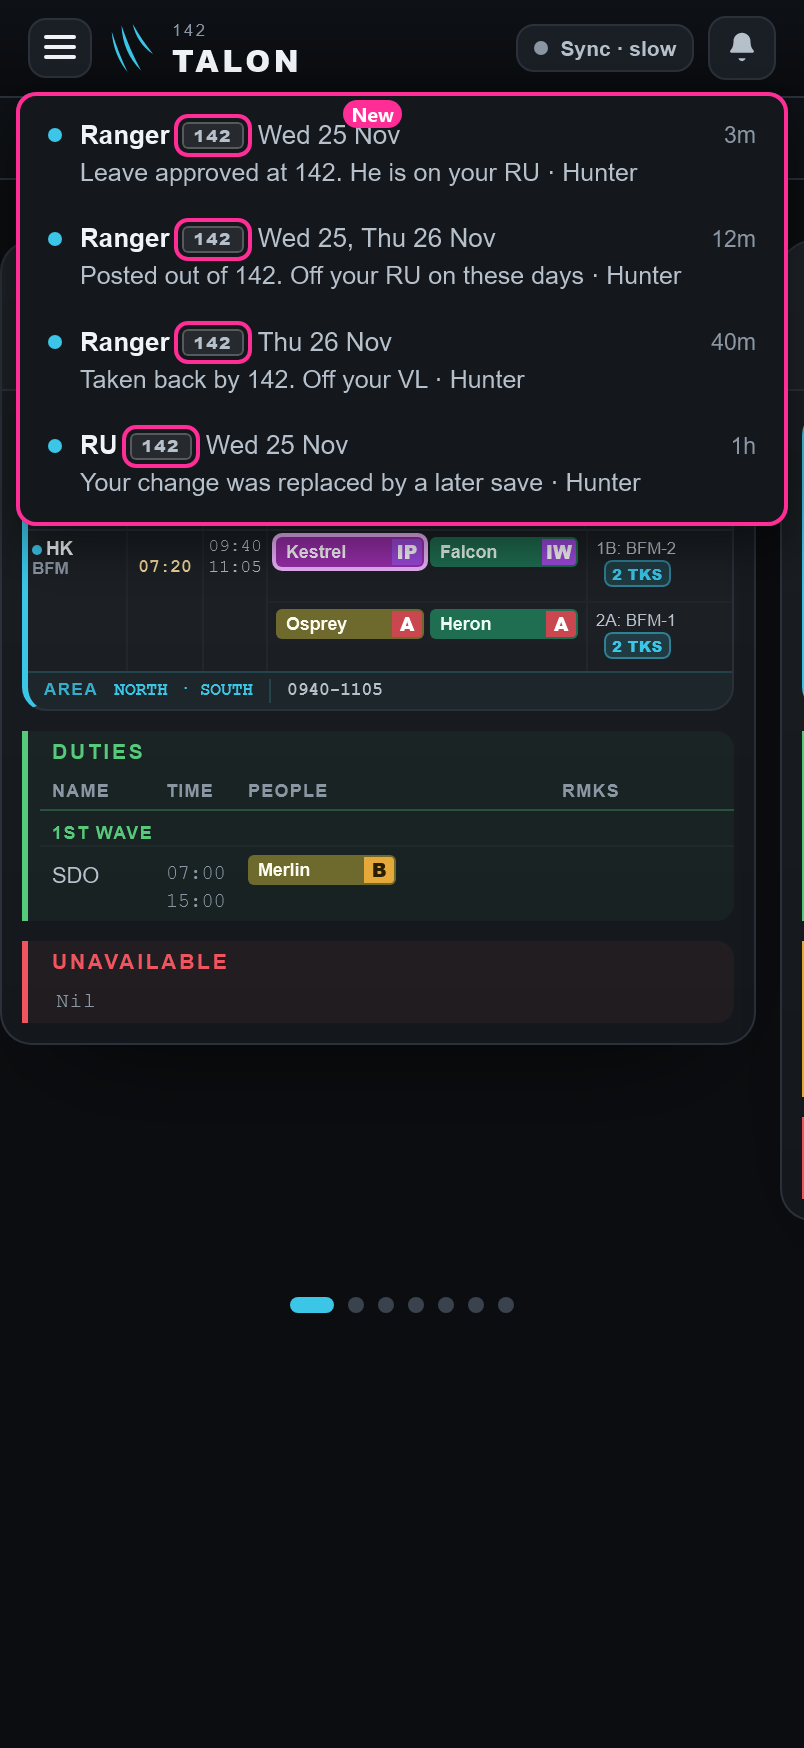 142
TALON
Sync · slow
New
Ranger 142 Wed 25 Nov 3m
Leave approved at 142. He is on your RU · Hunter
Ranger 142 Wed 25, Thu 26 Nov 12m
Posted out of 142. Off your RU on these days · Hunter
Ranger 142 Thu 26 Nov 40m
Taken back by 142. Off your VL · Hunter
RU 142 Wed 25 Nov 1h
Your change was replaced by a later save · Hunter
HK 09:40 Kestrel IP Falcon IW 1B: BFM-2
BFM 07:20 11:05 2 TKS
Osprey A Heron A 2A: BFM-1
2 TKS
AREA NORTH · SOUTH 0940-1105
DUTIES
NAME TIME PEOPLE RMKS
1ST WAVE
SDO 07:00 Merlin B
15:00
UNAVAILABLE
Nil